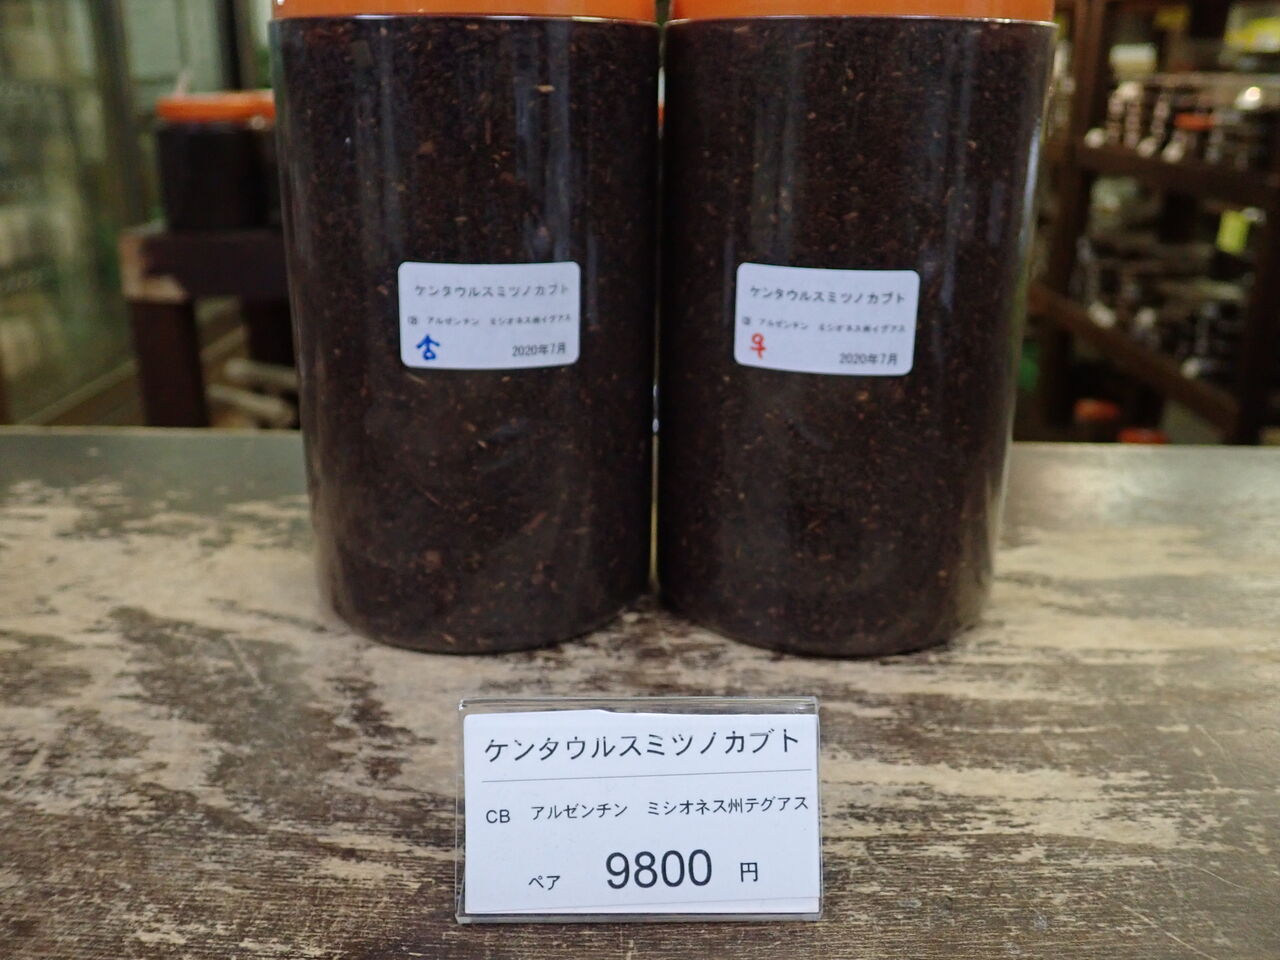 ケンタウルスミツノカブト
CB アルゼンチン ミシオネス州イグアス
♂ 2020年7月
ケンタウルスミツノカブト
CB アルゼンチン ミシオネス州イグアス
♀ 2020年7月
ケンタウルスミツノカブト
CB アルゼンチン ミシオネス州テグアス
ペア 9800 円